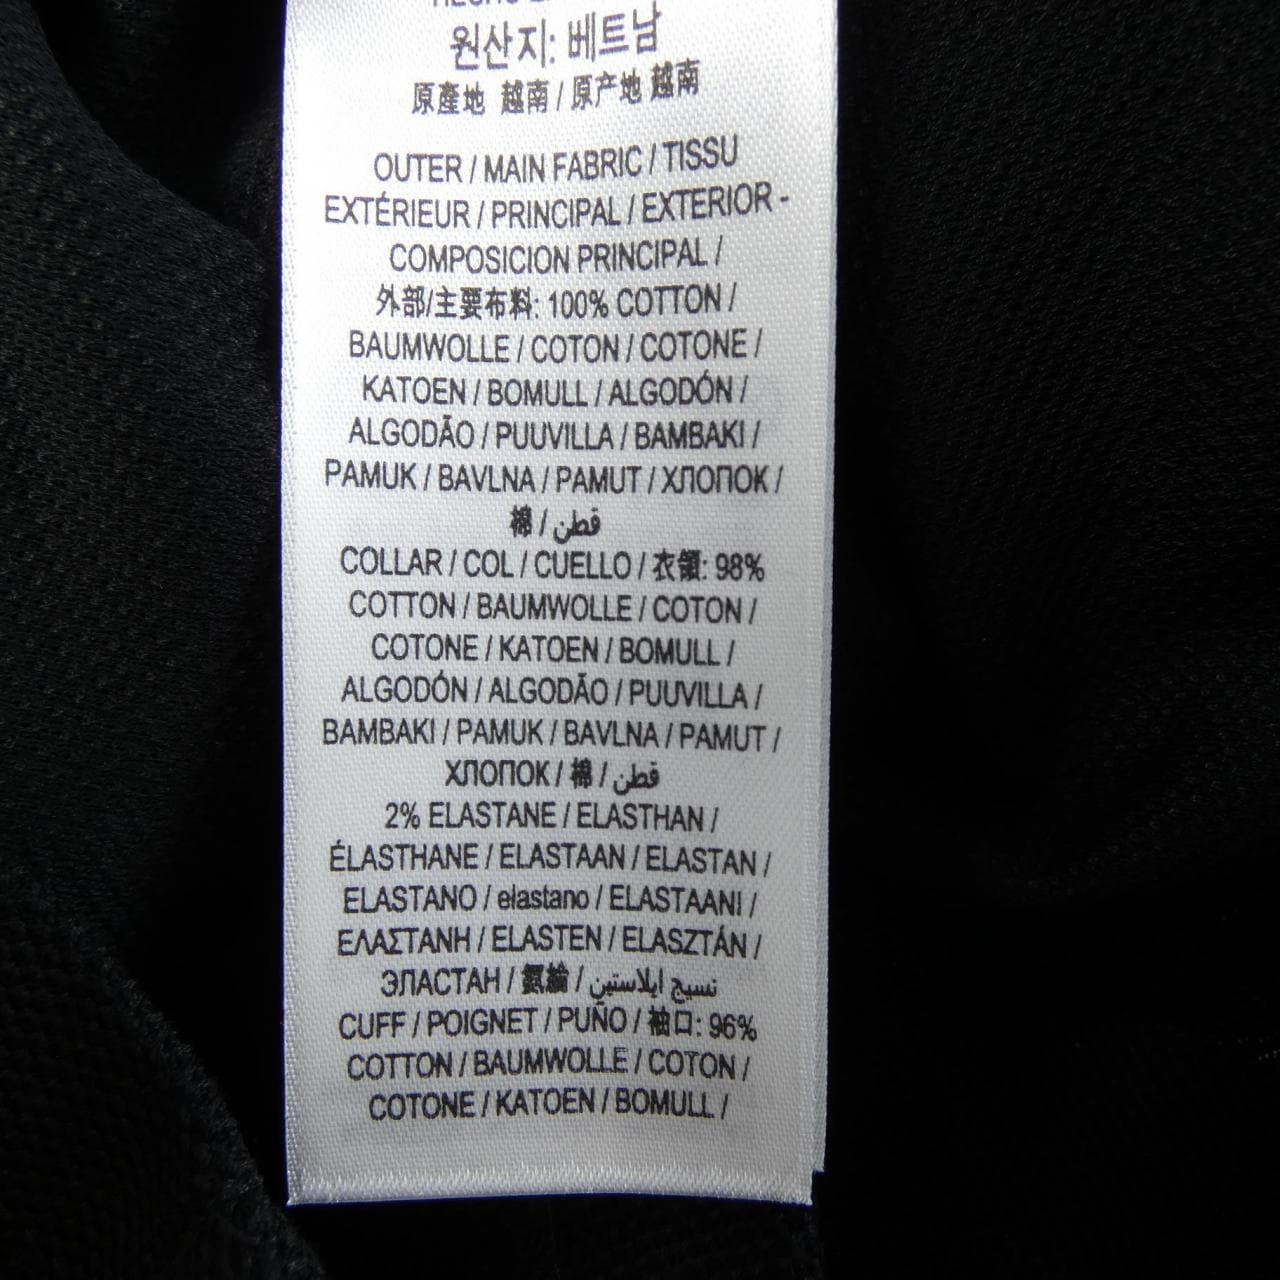 원산지: 베트남
原產地 越南 / 原产地 越南
OUTER / MAIN FABRIC / TISSU
EXTÉRIEUR / PRINCIPAL / EXTERIOR -
COMPOSICION PRINCIPAL /
外部/主要布料: 100% COTTON /
BAUMWOLLE / COTON / COTONE /
KATOEN / BOMULL / ALGODÓN /
ALGODÃO / PUUVILLA / BAMBAKI /
PAMUK / BAVLNA / PAMUT / ХЛОПОК /
棉 / قطن
COLLAR / COL / CUELLO / 衣領: 98%
COTTON / BAUMWOLLE / COTON /
COTONE / KATOEN / BOMULL /
ALGODÓN / ALGODÃO / PUUVILLA /
BAMBAKI / PAMUK / BAVLNA / PAMUT /
ХЛОПОК / 棉 / قطن
2% ELASTANE / ELASTHAN /
ÉLASTHANE / ELASTAAN / ELASTAN /
ELASTANO / elastano / ELASTAANI /
ΕΛΑΣΤΑΝΗ / ELASTEN / ELASZTÁN /
ЭЛАСТАН / 氨綸 / نسيج ايلاستين
CUFF / POIGNET / PUÑO / 袖口: 96%
COTTON / BAUMWOLLE / COTON /
COTONE / KATOEN / BOMULL /